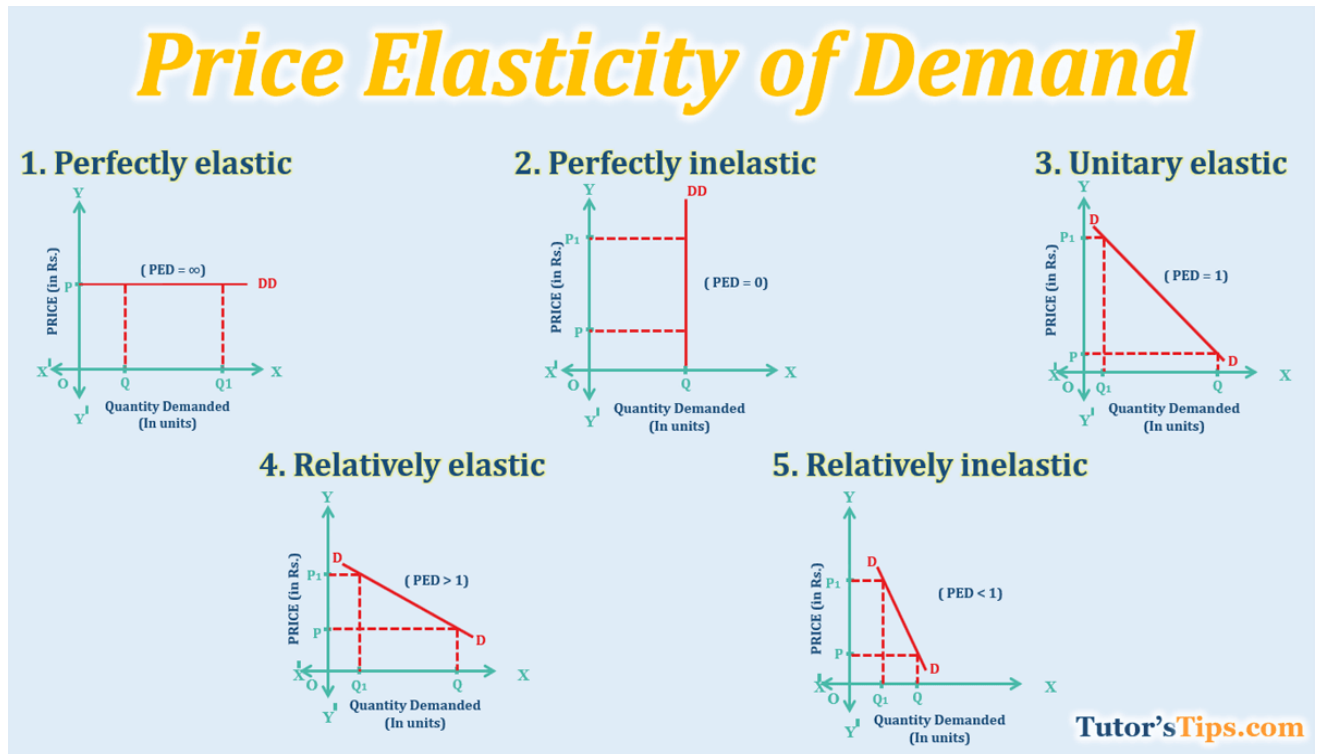 Price Elasticity of Demand
1. Perfectly elastic
Y
PRICE (in Rs.)
( PED = ∞)
P
DD
X'
O
Q
Q1
X
Y'
Quantity Demanded
(In units)
2. Perfectly inelastic
Y
DD
P1
PRICE (in Rs.)
( PED = 0)
P
X'
O
Q
X
Y'
Quantity Demanded
(In units)
3. Unitary elastic
Y
D
P1
PRICE (in Rs.)
( PED = 1)
P
D
X'
O
Q1
Q
X
Y'
Quantity Demanded
(In units)
4. Relatively elastic
Y
D
P1
PRICE (in Rs.)
( PED > 1)
P
D
X'
O
Q1
Q
X
Y'
Quantity Demanded
(In units)
5. Relatively inelastic
Y
D
P1
PRICE (in Rs.)
( PED < 1)
P
D
X'
O
Q1
Q
X
Y'
Quantity Demanded
(In units)
Tutor'sTips.com